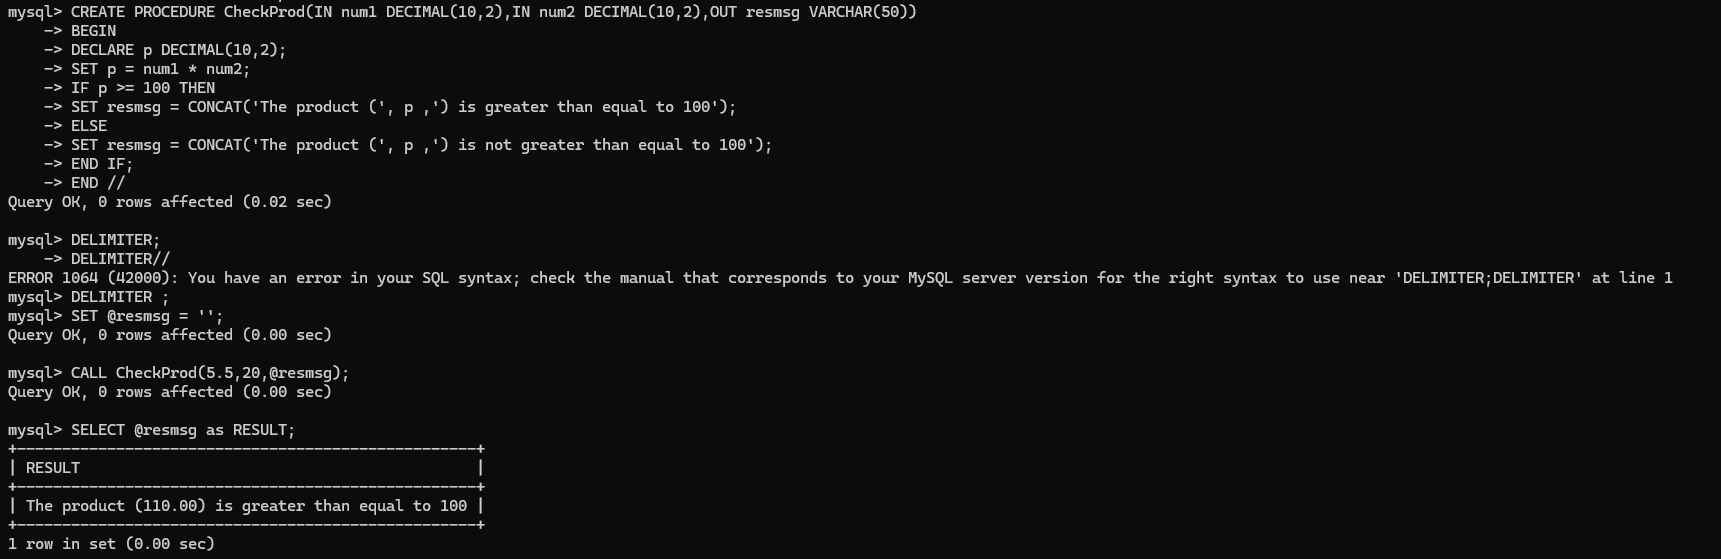 mysql> CREATE PROCEDURE CheckProd(IN num1 DECIMAL(10,2),IN num2 DECIMAL(10,2),OUT resmsg VARCHAR(50))
    -> BEGIN
    -> DECLARE p DECIMAL(10,2);
    -> SET p = num1 * num2;
    -> IF p >= 100 THEN
    -> SET resmsg = CONCAT('The product (', p ,') is greater than equal to 100');
    -> ELSE
    -> SET resmsg = CONCAT('The product (', p ,') is not greater than equal to 100');
    -> END IF;
    -> END //
Query OK, 0 rows affected (0.02 sec)

mysql> DELIMITER;
    -> DELIMITER//
ERROR 1064 (42000): You have an error in your SQL syntax; check the manual that corresponds to your MySQL server version for the right syntax to use near 'DELIMITER;DELIMITER' at line 1
mysql> DELIMITER ;
mysql> SET @resmsg = '';
Query OK, 0 rows affected (0.00 sec)

mysql> CALL CheckProd(5.5,20,@resmsg);
Query OK, 0 rows affected (0.00 sec)

mysql> SELECT @resmsg as RESULT;
+---------------------------------------------------+
| RESULT                                            |
+---------------------------------------------------+
| The product (110.00) is greater than equal to 100 |
+---------------------------------------------------+
1 row in set (0.00 sec)